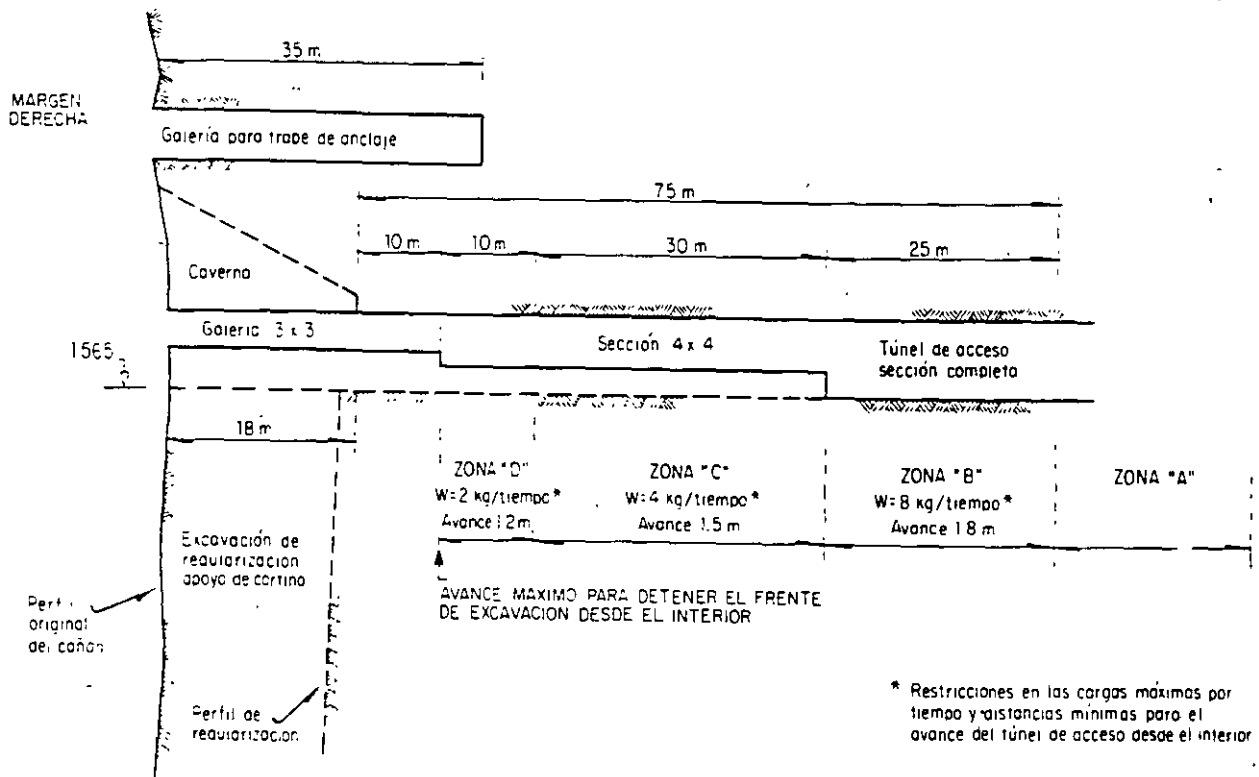 35 m
MARGEN
DERECHA
Galería para trabe de anclaje
75 m
10 m
10 m
30 m
25 m
Caverna
Galería 3 x 3
1565
Sección 4 x 4
Túnel de acceso
sección completa
18 m
ZONA "D"
W=2 kg/tiempo*
Avance 1.2 m
ZONA "C"
W=4 kg/tiempo*
Avance 1.5 m
ZONA "B"
W=8 kg/tiempo*
Avance 1.8 m
ZONA "A"
Excavación de
regularización
apoyo de cortina
AVANCE MAXIMO PARA DETENER EL FRENTE
DE EXCAVACION DESDE EL INTERIOR
Perfil
original
del cañón
Perfil de
regularización
* Restricciones en las cargas máximas por
tiempo y distancias mínimas para el
avance del túnel de acceso desde el interior